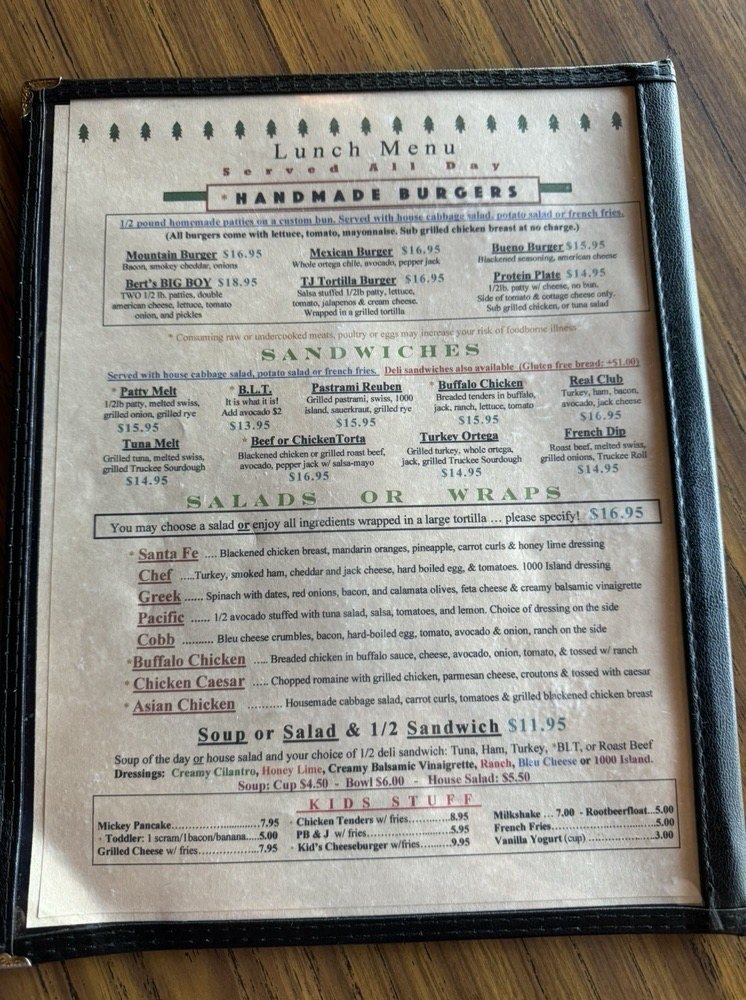 Lunch Menu
Served All Day
* HANDMADE BURGERS
1/2 pound homemade patties on a custom bun. Served with house cabbage salad, potato salad or french fries.
(All burgers come with lettuce, tomato, mayonnaise. Sub grilled chicken breast at no charge.)
Mountain Burger $16.95
Bacon, smokey cheddar, onions
Mexican Burger $16.95
Whole ortega chile, avocado, pepper jack
Bueno Burger $15.95
Blackened seasoning, american cheese
Bert's BIG BOY $18.95
TWO 1/2 lb. patties, double
american cheese, lettuce, tomato
onion, and pickles
TJ Tortilla Burger $16.95
Salsa stuffed 1/2lb patty, lettuce,
tomato, jalapenos & cream cheese.
Wrapped in a grilled tortilla
Protein Plate $14.95
1/2lb. patty w/ cheese, no bun.
Side of tomato & cottage cheese only.
Sub grilled chicken, or tuna salad
* Consuming raw or undercooked meats, poultry or eggs may increase your risk of foodborne illness
SANDWICHES
Served with house cabbage salad, potato salad or french fries. Deli sandwiches also available (Gluten free bread: +$1.00)
* Patty Melt
1/2lb patty, melted swiss,
grilled onion, grilled rye
$15.95
* B.L.T.
It is what it is!
Add avocado $2
$13.95
Pastrami Reuben
Grilled pastrami, swiss, 1000
island, sauerkraut, grilled rye
$15.95
* Buffalo Chicken
Breaded tenders in buffalo,
jack, ranch, lettuce, tomato
$15.95
Real Club
Turkey, ham, bacon,
avocado, jack cheese
$16.95
Tuna Melt
Grilled tuna, melted swiss,
grilled Truckee Sourdough
$14.95
* Beef or ChickenTorta
Blackened chicken or grilled roast beef,
avocado, pepper jack w/ salsa-mayo
$16.95
Turkey Ortega
Grilled turkey, whole ortega,
jack, grilled Truckee Sourdough
$14.95
French Dip
Roast beef, melted swiss,
grilled onions, Truckee Roll
$14.95
SALADS OR WRAPS
You may choose a salad or enjoy all ingredients wrapped in a large tortilla ... please specify! $16.95
* Santa Fe .... Blackened chicken breast, mandarin oranges, pineapple, carrot curls & honey lime dressing
Chef .....Turkey, smoked ham, cheddar and jack cheese, hard boiled egg, & tomatoes. 1000 Island dressing
Greek ...... Spinach with dates, red onions, bacon, and calamata olives, feta cheese & creamy balsamic vinaigrette
Pacific ...... 1/2 avocado stuffed with tuna salad, salsa, tomatoes, and lemon. Choice of dressing on the side
Cobb .......... Bleu cheese crumbles, bacon, hard-boiled egg, tomato, avocado & onion, ranch on the side
*Buffalo Chicken ..... Breaded chicken in buffalo sauce, cheese, avocado, onion, tomato, & tossed w/ ranch
* Chicken Caesar ..... Chopped romaine with grilled chicken, parmesan cheese, croutons & tossed with caesar
* Asian Chicken .......... Housemade cabbage salad, carrot curls, tomatoes & grilled blackened chicken breast
Soup or Salad & 1/2 Sandwich $11.95
Soup of the day or house salad and your choice of 1/2 deli sandwich: Tuna, Ham, Turkey, *BLT, or Roast Beef
Dressings: Creamy Cilantro, Honey Lime, Creamy Balsamic Vinaigrette, Ranch, Bleu Cheese or 1000 Island.
Soup: Cup $4.50 - Bowl $6.00 - House Salad: $5.50
KIDS STUFF
Mickey Pancake......................7.95
* Toddler: 1 scram/1bacon/banana....5.00
Grilled Cheese w/ fries...............7.95
* Chicken Tenders w/ fries..........8.95
PB & J w/ fries.....................5.95
* Kid's Cheeseburger w/fries.......9.95
Milkshake ... 7.00 - Rootbeerfloat...5.00
French Fries........................5.00
Vanilla Yogurt (cup) .................3.00